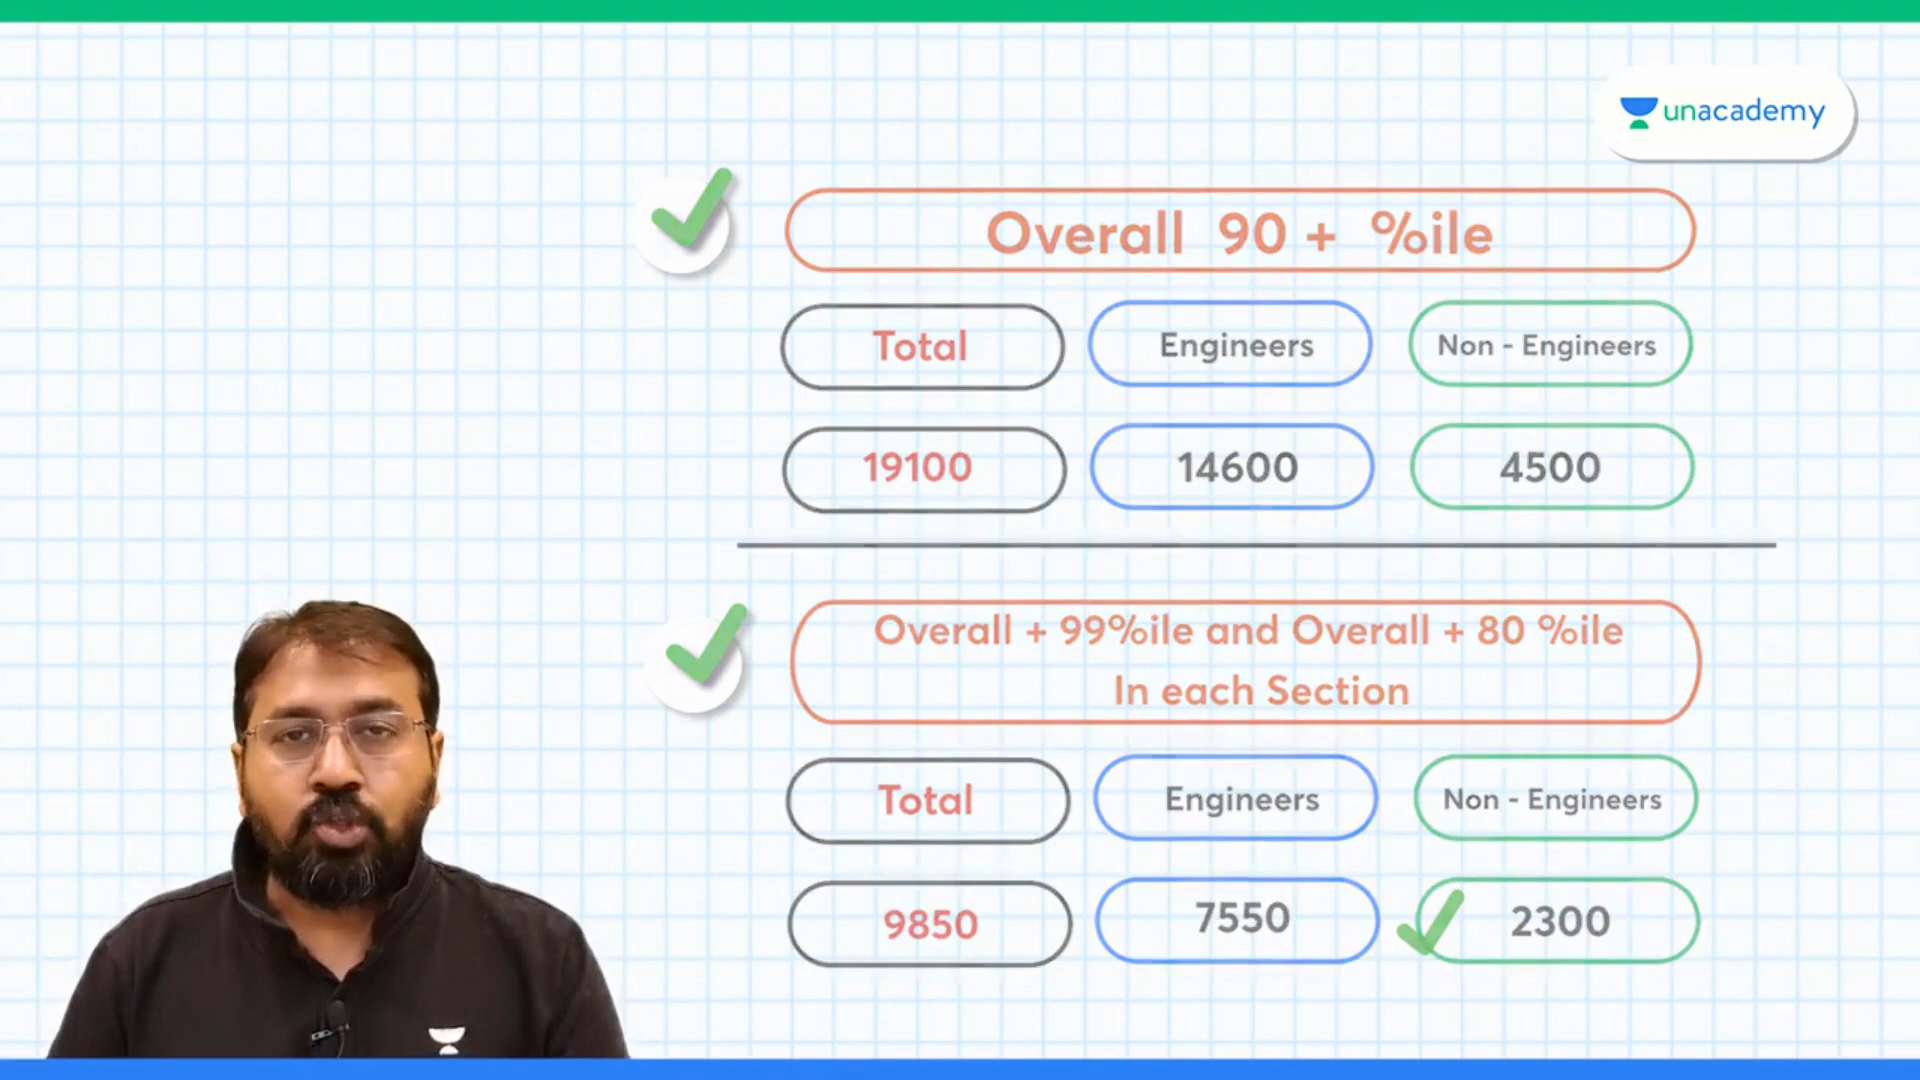 unacademy
Overall 90 + %ile
Total Engineers Non - Engineers
19100 14600 4500
Overall + 99%ile and Overall + 80 %ile
In each Section
Total Engineers Non - Engineers
9850 7550 2300